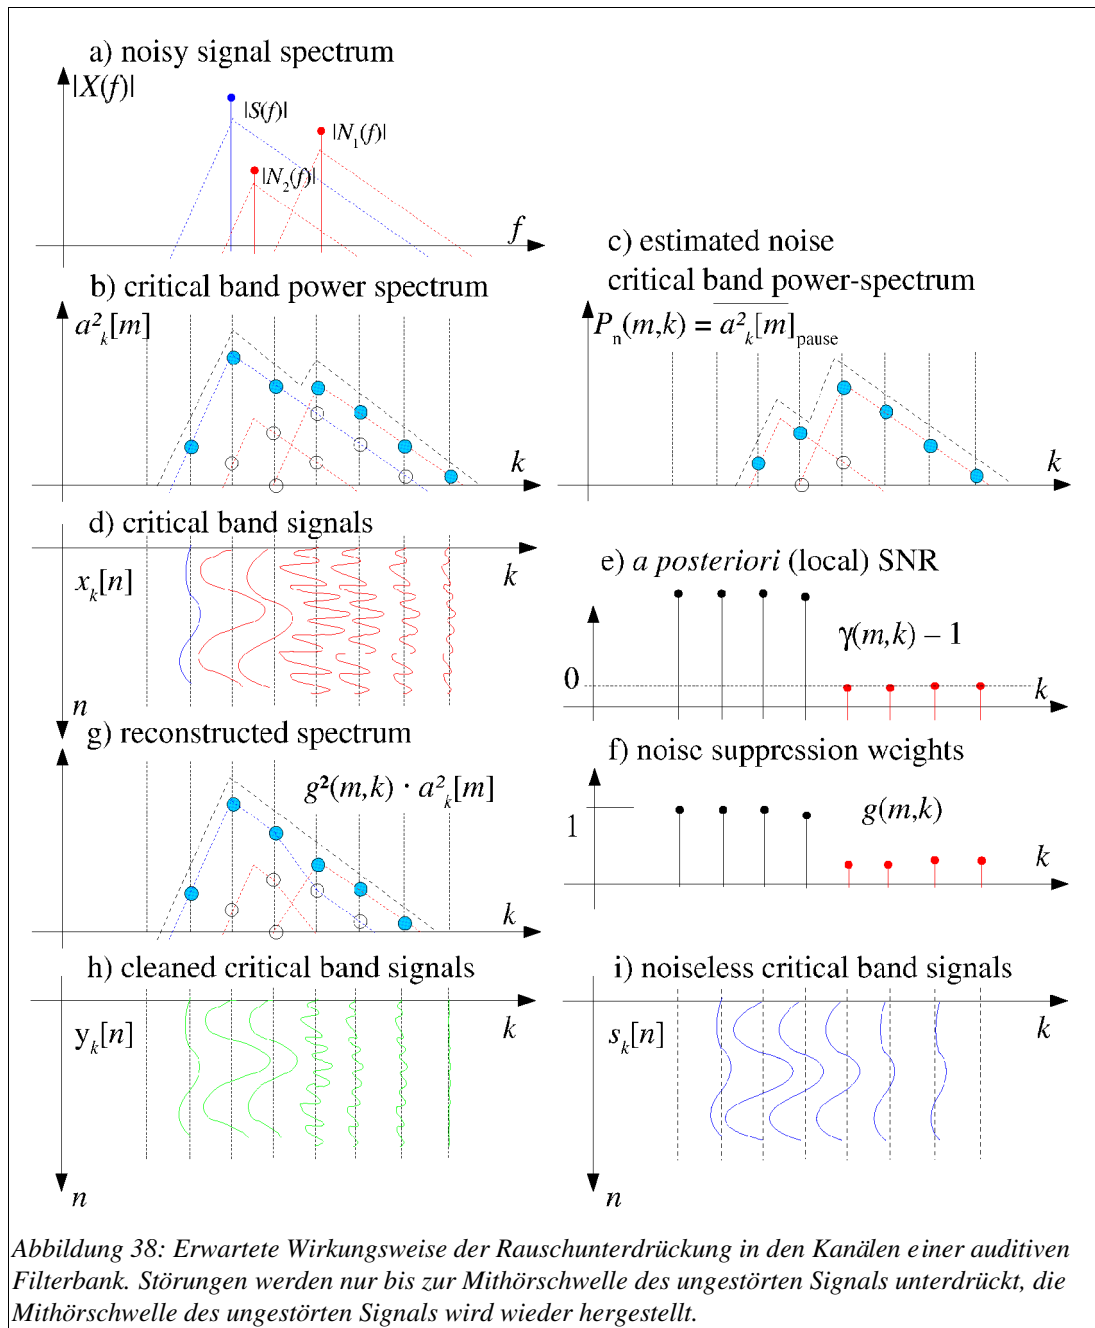 a) noisy signal spectrum
|X(f)|
|S(f)|
|N₁(f)|
|N₂(f)|
f
b) critical band power spectrum
a²ₖ[m]
k
c) estimated noise
critical band power-spectrum
Pₙ(m,k) = a²ₖ[m]pause
k
d) critical band signals
xₖ[n]
k
n
e) a posteriori (local) SNR
γ(m,k) – 1
0
k
g) reconstructed spectrum
g²(m,k) · a²ₖ[m]
k
f) noise suppression weights
1
g(m,k)
k
h) cleaned critical band signals
yₖ[n]
k
n
i) noiseless critical band signals
sₖ[n]
k
n
Abbildung 38: Erwartete Wirkungsweise der Rauschunterdrückung in den Kanälen einer auditiven
Filterbank. Störungen werden nur bis zur Mithörschwelle des ungestörten Signals unterdrückt, die
Mithörschwelle des ungestörten Signals wird wieder hergestellt.